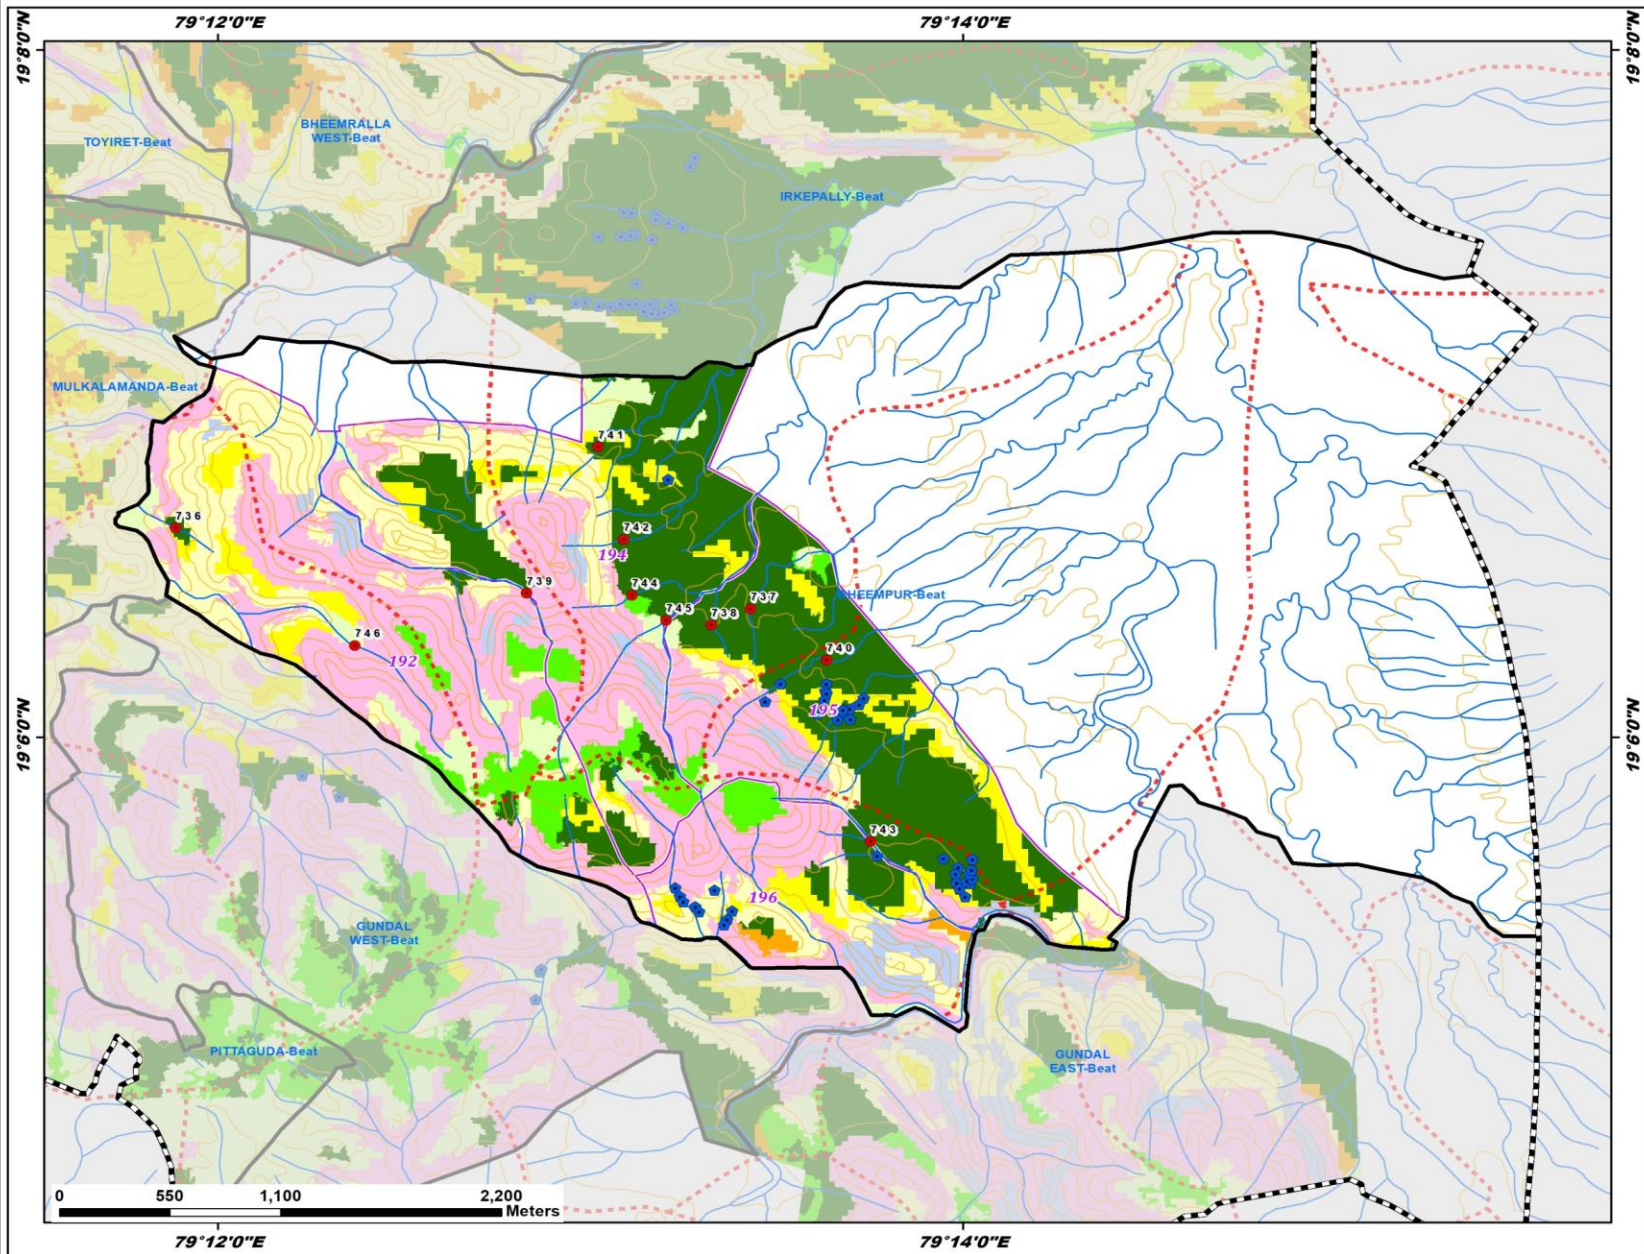 79°12'0"E
79°14'0"E
19°8'0"N
19°8'0"N
BHEEMRALLA
WEST-Beat
TOYIRET-Beat
IRKEPALLY-Beat
MULKALAMANDA-Beat
741
736
742
194
739
744
HEEMPUR-Beat
745
737
738
746
740
192
195
19°6'0"N
19°6'0"N
743
196
GUNDAL
WEST-Beat
PITTAGUDA-Beat
GUNDAL
EAST-Beat
0
550
1,100
2,200
Meters
79°12'0"E
79°14'0"E